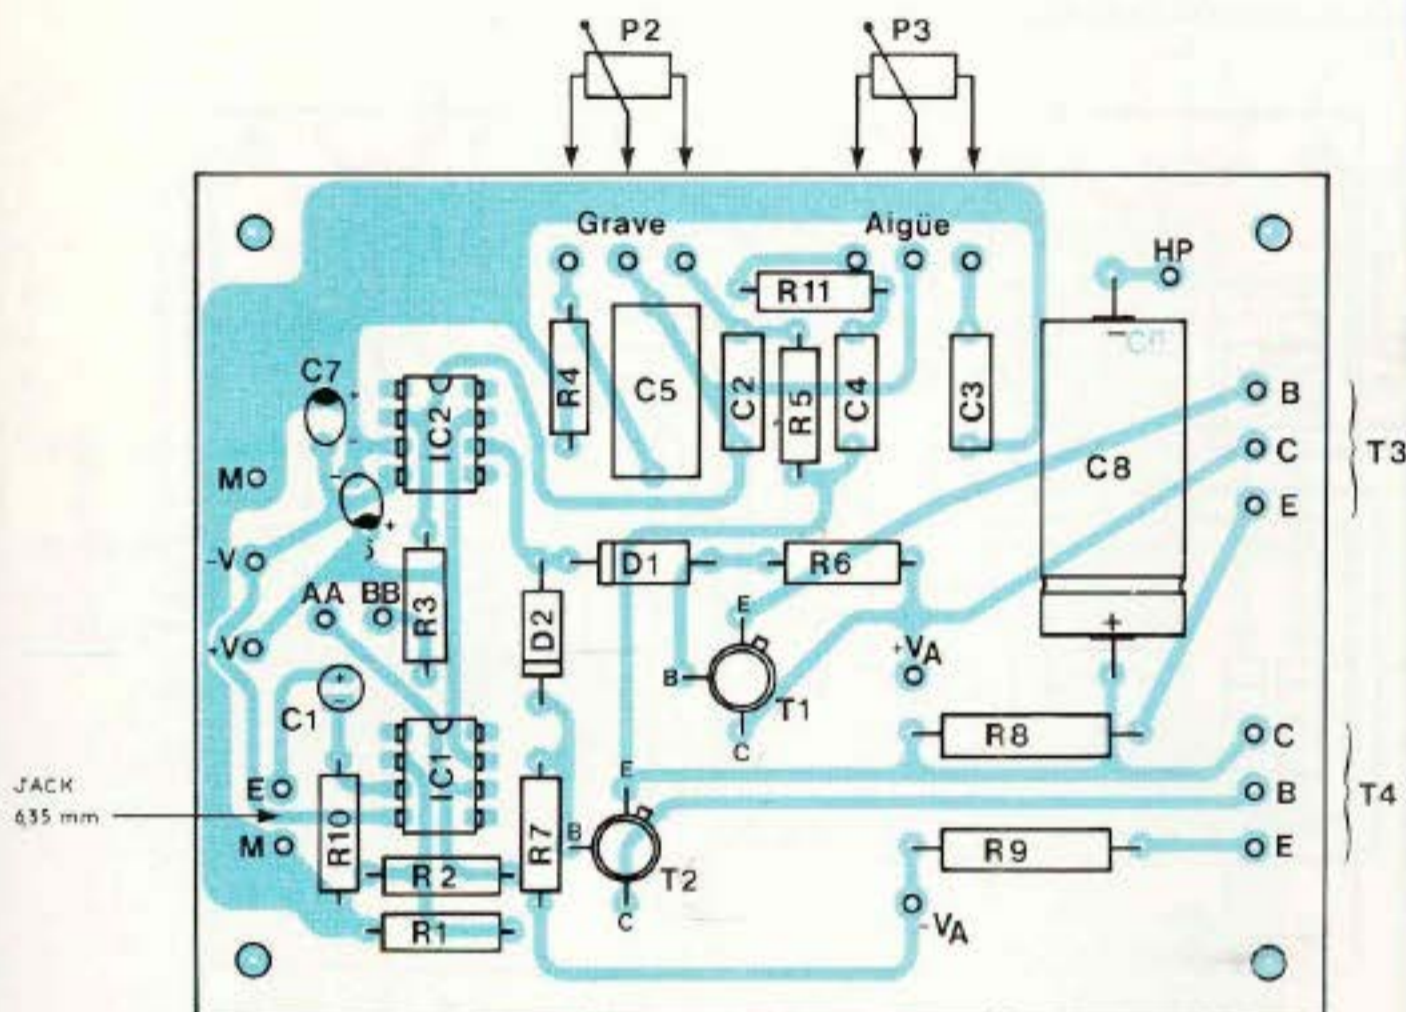 P2 P3
Grave Aigüe
HP
R11
C7
IC2
R4
C5
C2
R5
C4
C3
C8
- +
B
C
E
T3
M
-V
+V
AA BB
R3
D1
R6
D2
E
B
C
T1
+VA
C1
+
-
IC1
R8
C
B
E
T4
JACK
6,35 mm
E
M
R10
R7
E
B
C
T2
R9
R2
R1
-VA